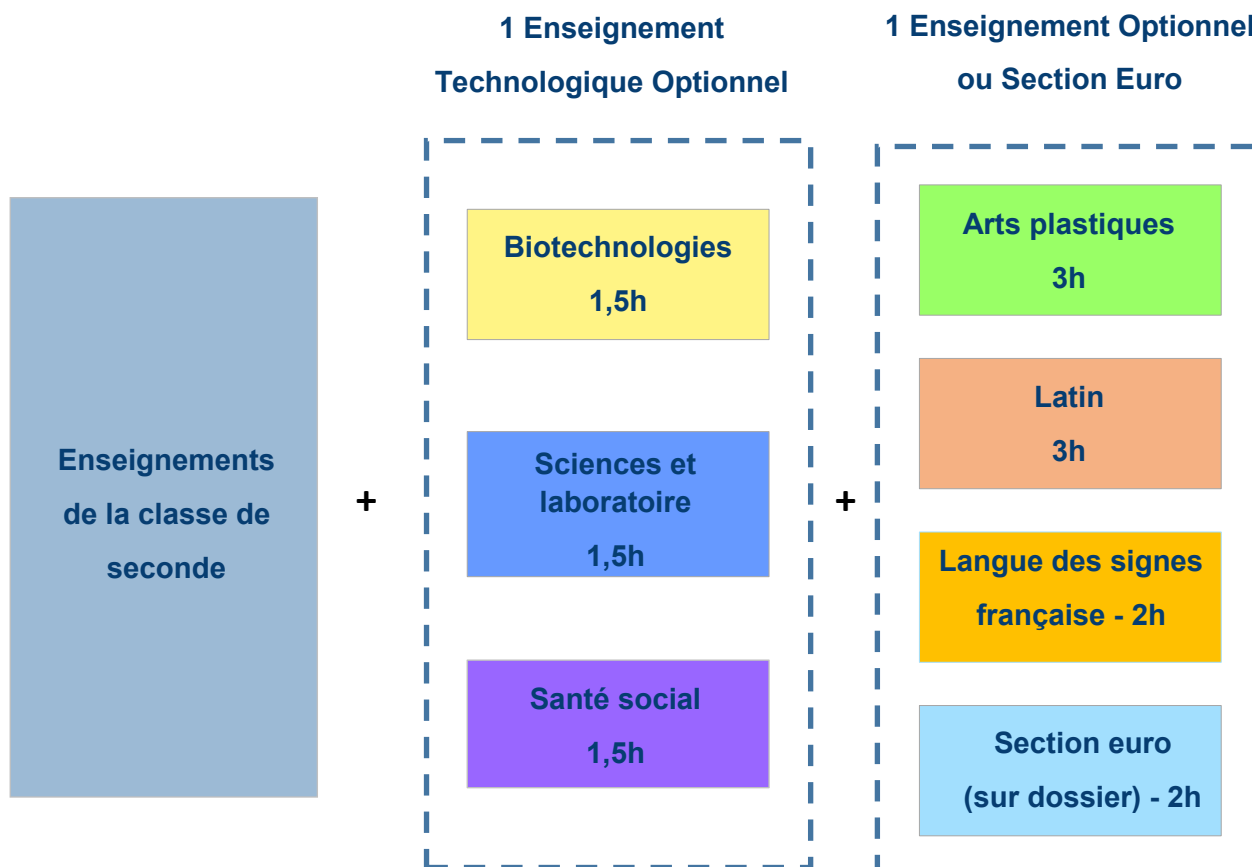 1 Enseignement
Technologique Optionnel
1 Enseignement Optionnel
ou Section Euro
Enseignements
de la classe de
seconde
+
Biotechnologies
1,5h
Sciences et
laboratoire
1,5h
Santé social
1,5h
+
Arts plastiques
3h
Latin
3h
Langue des signes
française - 2h
Section euro
(sur dossier) - 2h